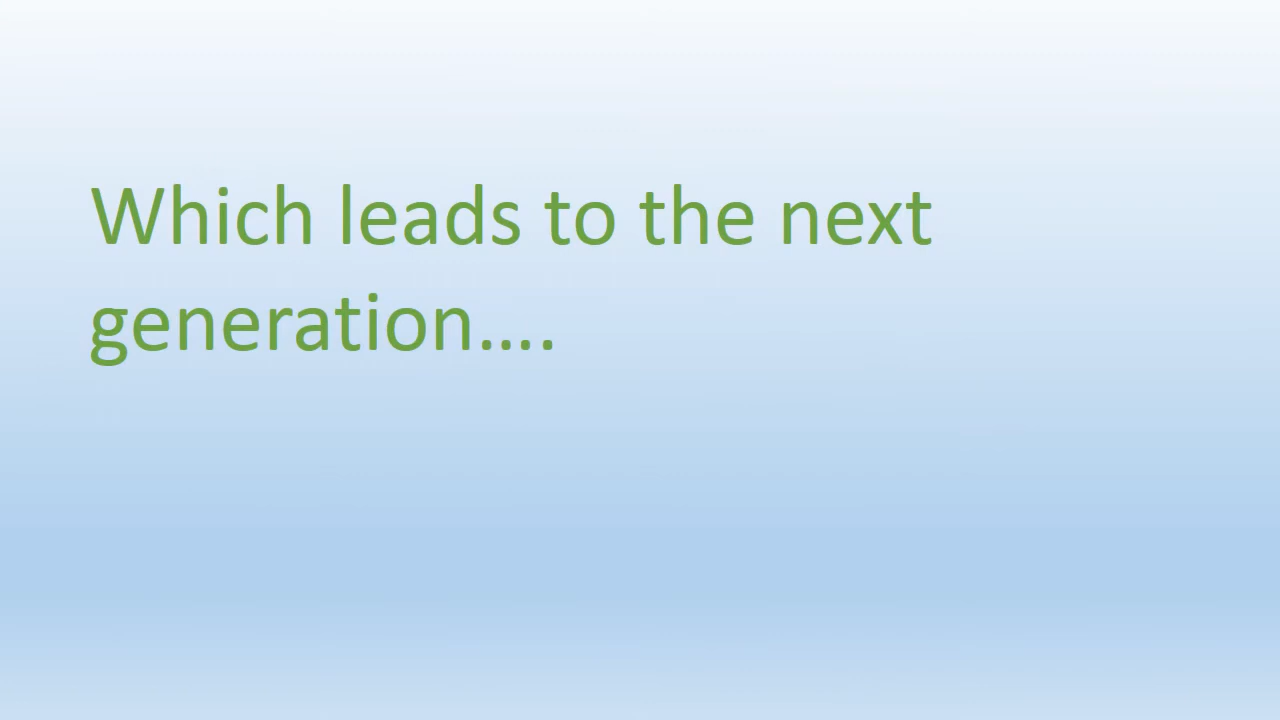 Which leads to the next
generation....